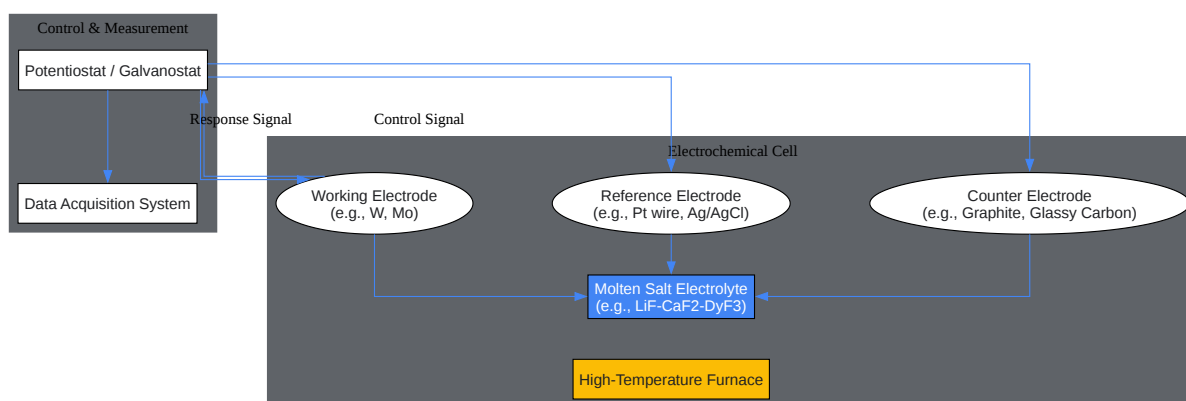 Control & Measurement
Potentiostat / Galvanostat
Response Signal
Control Signal
Electrochemical Cell
Data Acquisition System
Working Electrode
(e.g., W, Mo)
Reference Electrode
(e.g., Pt wire, Ag/AgCl)
Counter Electrode
(e.g., Graphite, Glassy Carbon)
Molten Salt Electrolyte
(e.g., LiF-CaF2-DyF3)
High-Temperature Furnace